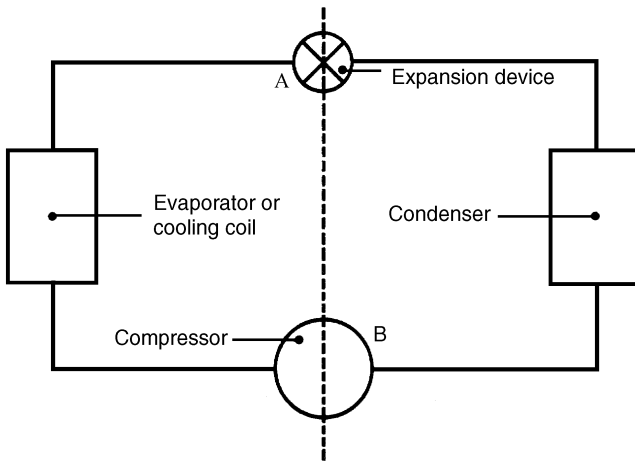 A
Expansion device
Evaporator or
cooling coil
Condenser
Compressor
B